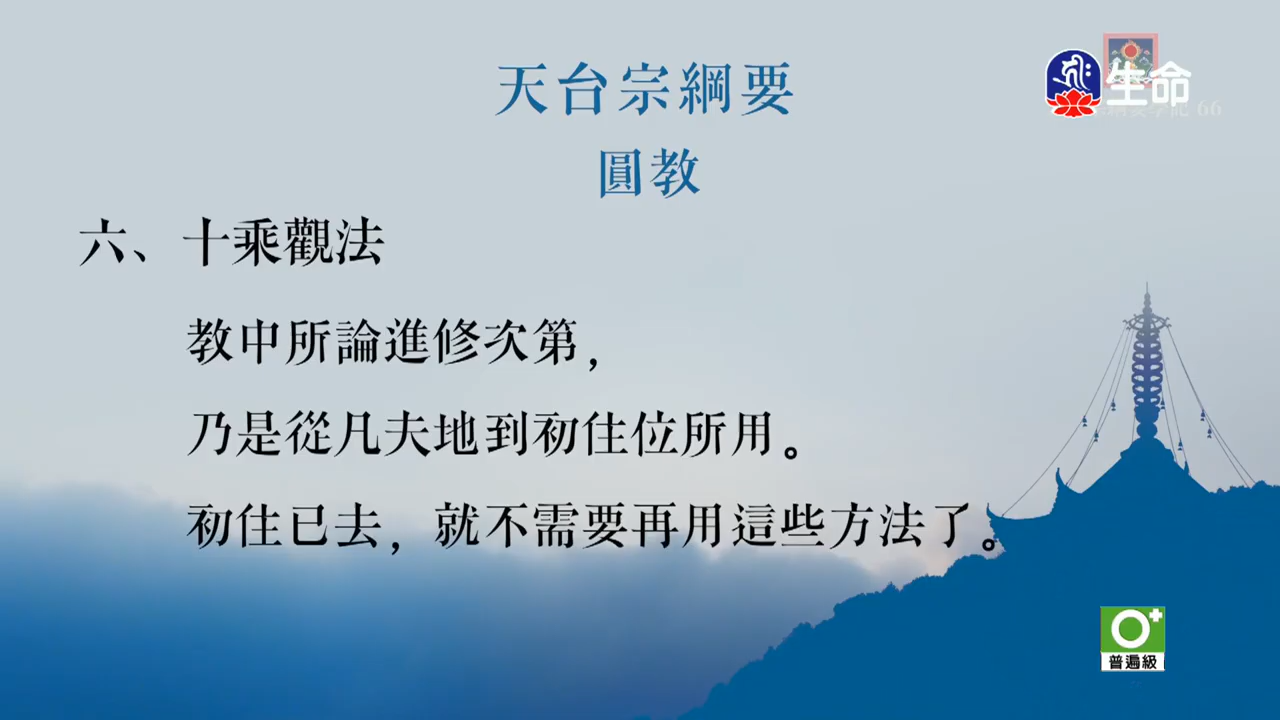 天台宗綱要
圓教
生命
66
六、十乘觀法
教中所論進修次第,
乃是從凡夫地到初住位所用。
初住已去, 就不需要再用這些方法了。
普遍級